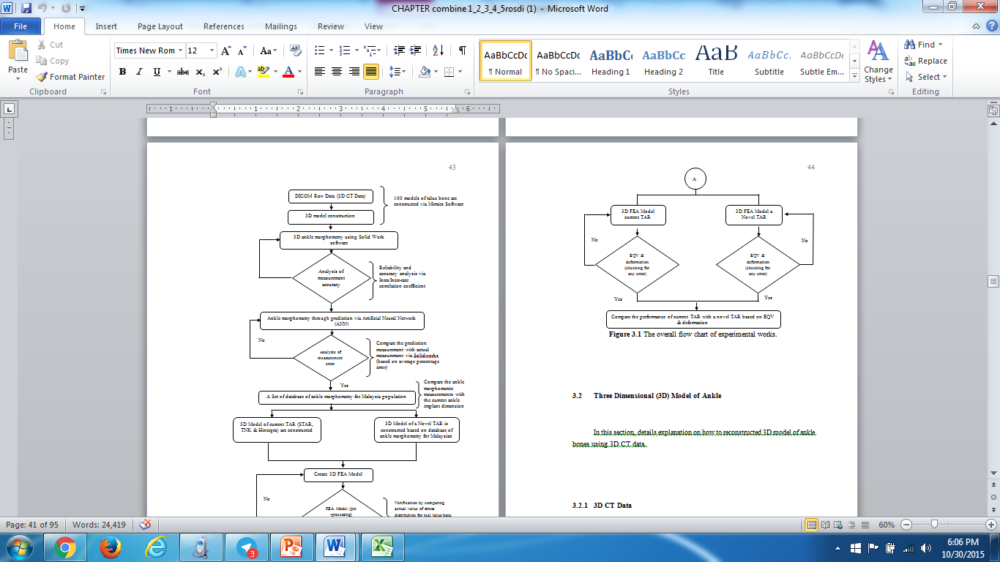 CHAPTER combine 1_2_3_4_5rosdi (1) - Microsoft Word
File Home Insert Page Layout References Mailings Review View
Paste
Cut
Copy
Format Painter
Clipboard
Times New Rom 12
Font
Paragraph
AaBbCcDc AaBbCcDc AaBbCc AaBbCc AaB AaBbCc. AaBbCcDc
¶ Normal ¶ No Spaci... Heading 1 Heading 2 Title Subtitle Subtle Em...
Styles
Change
Styles
Find
Replace
Select
Editing
43
DICOM Raw Data (2D CT Data)
3D model construction
100 models of talus bone are
constructed via Mimics Software
3D ankle morphometry using Solid Work
software
Analysis of
measurement
accuracy
Reliability and
accuracy analysis via
Intra/Inter-rate
correlation coefficient
Ankle morphometry through prediction via Artificial Neural Network
(ANN)
No
Analysis of
measurement
error
Compare the prediction
measurement with actual
measurement via Solidworks
(based on average percentage
error)
Yes
A Set of database of ankle morphometry for Malaysia population
Compare the ankle
morphometric
measurements with
the current ankle
implant dimension
3D Model of current TAR (STAR,
TNK & Hintegra) are constructed
3D Model of a Novel TAR is
constructed based on database of
ankle morphometry for Malaysian
Create 3D FEA Model
No
FEA Model (pre
-processing)
Verification by comparing
actual value of stress
distribution for real talus bone
44
A
3D FEA Model
current TAR
3D FEA Model a
Novel TAR
No
No
EQV &
deformation
(checking for
any error)
EQV &
deformation
(checking for
any error)
Yes
Yes
Compare the performance of current TAR with a novel TAR based on EQV
& deformation
Figure 3.1 The overall flow chart of experimental works.
3.2 Three Dimensional (3D) Model of Ankle
In this section, details explanation on how to reconstructed 3D model of ankle
bones using 3D CT data.
3.2.1 3D CT Data
Page: 41 of 95 Words: 24,419
60%
3
6:06 PM
10/30/2015